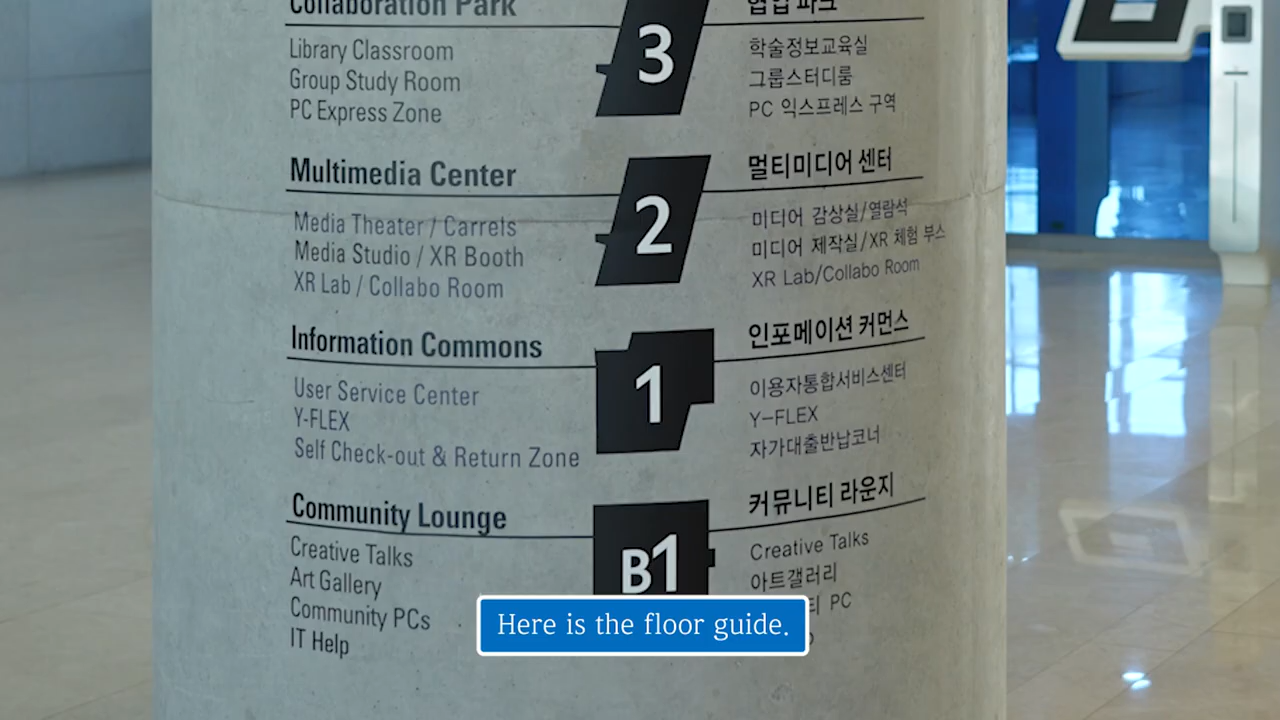 Collaboration Park
3
협업 파크
Library Classroom
학술정보교육실
Group Study Room
그룹스터디룸
PC Express Zone
PC 익스프레스 구역
Multimedia Center
2
멀티미디어 센터
Media Theater / Carrels
미디어 감상실/열람석
Media Studio / XR Booth
미디어 제작실/XR 체험 부스
XR Lab / Collabo Room
XR Lab/Collabo Room
Information Commons
1
인포메이션 커먼스
User Service Center
이용자통합서비스센터
Y-FLEX
Y-FLEX
Self Check-out & Return Zone
자가대출반납코너
Community Lounge
B1
커뮤니티 라운지
Creative Talks
Creative Talks
Art Gallery
아트갤러리
Community PCs
PC
IT Help
Here is the floor guide.